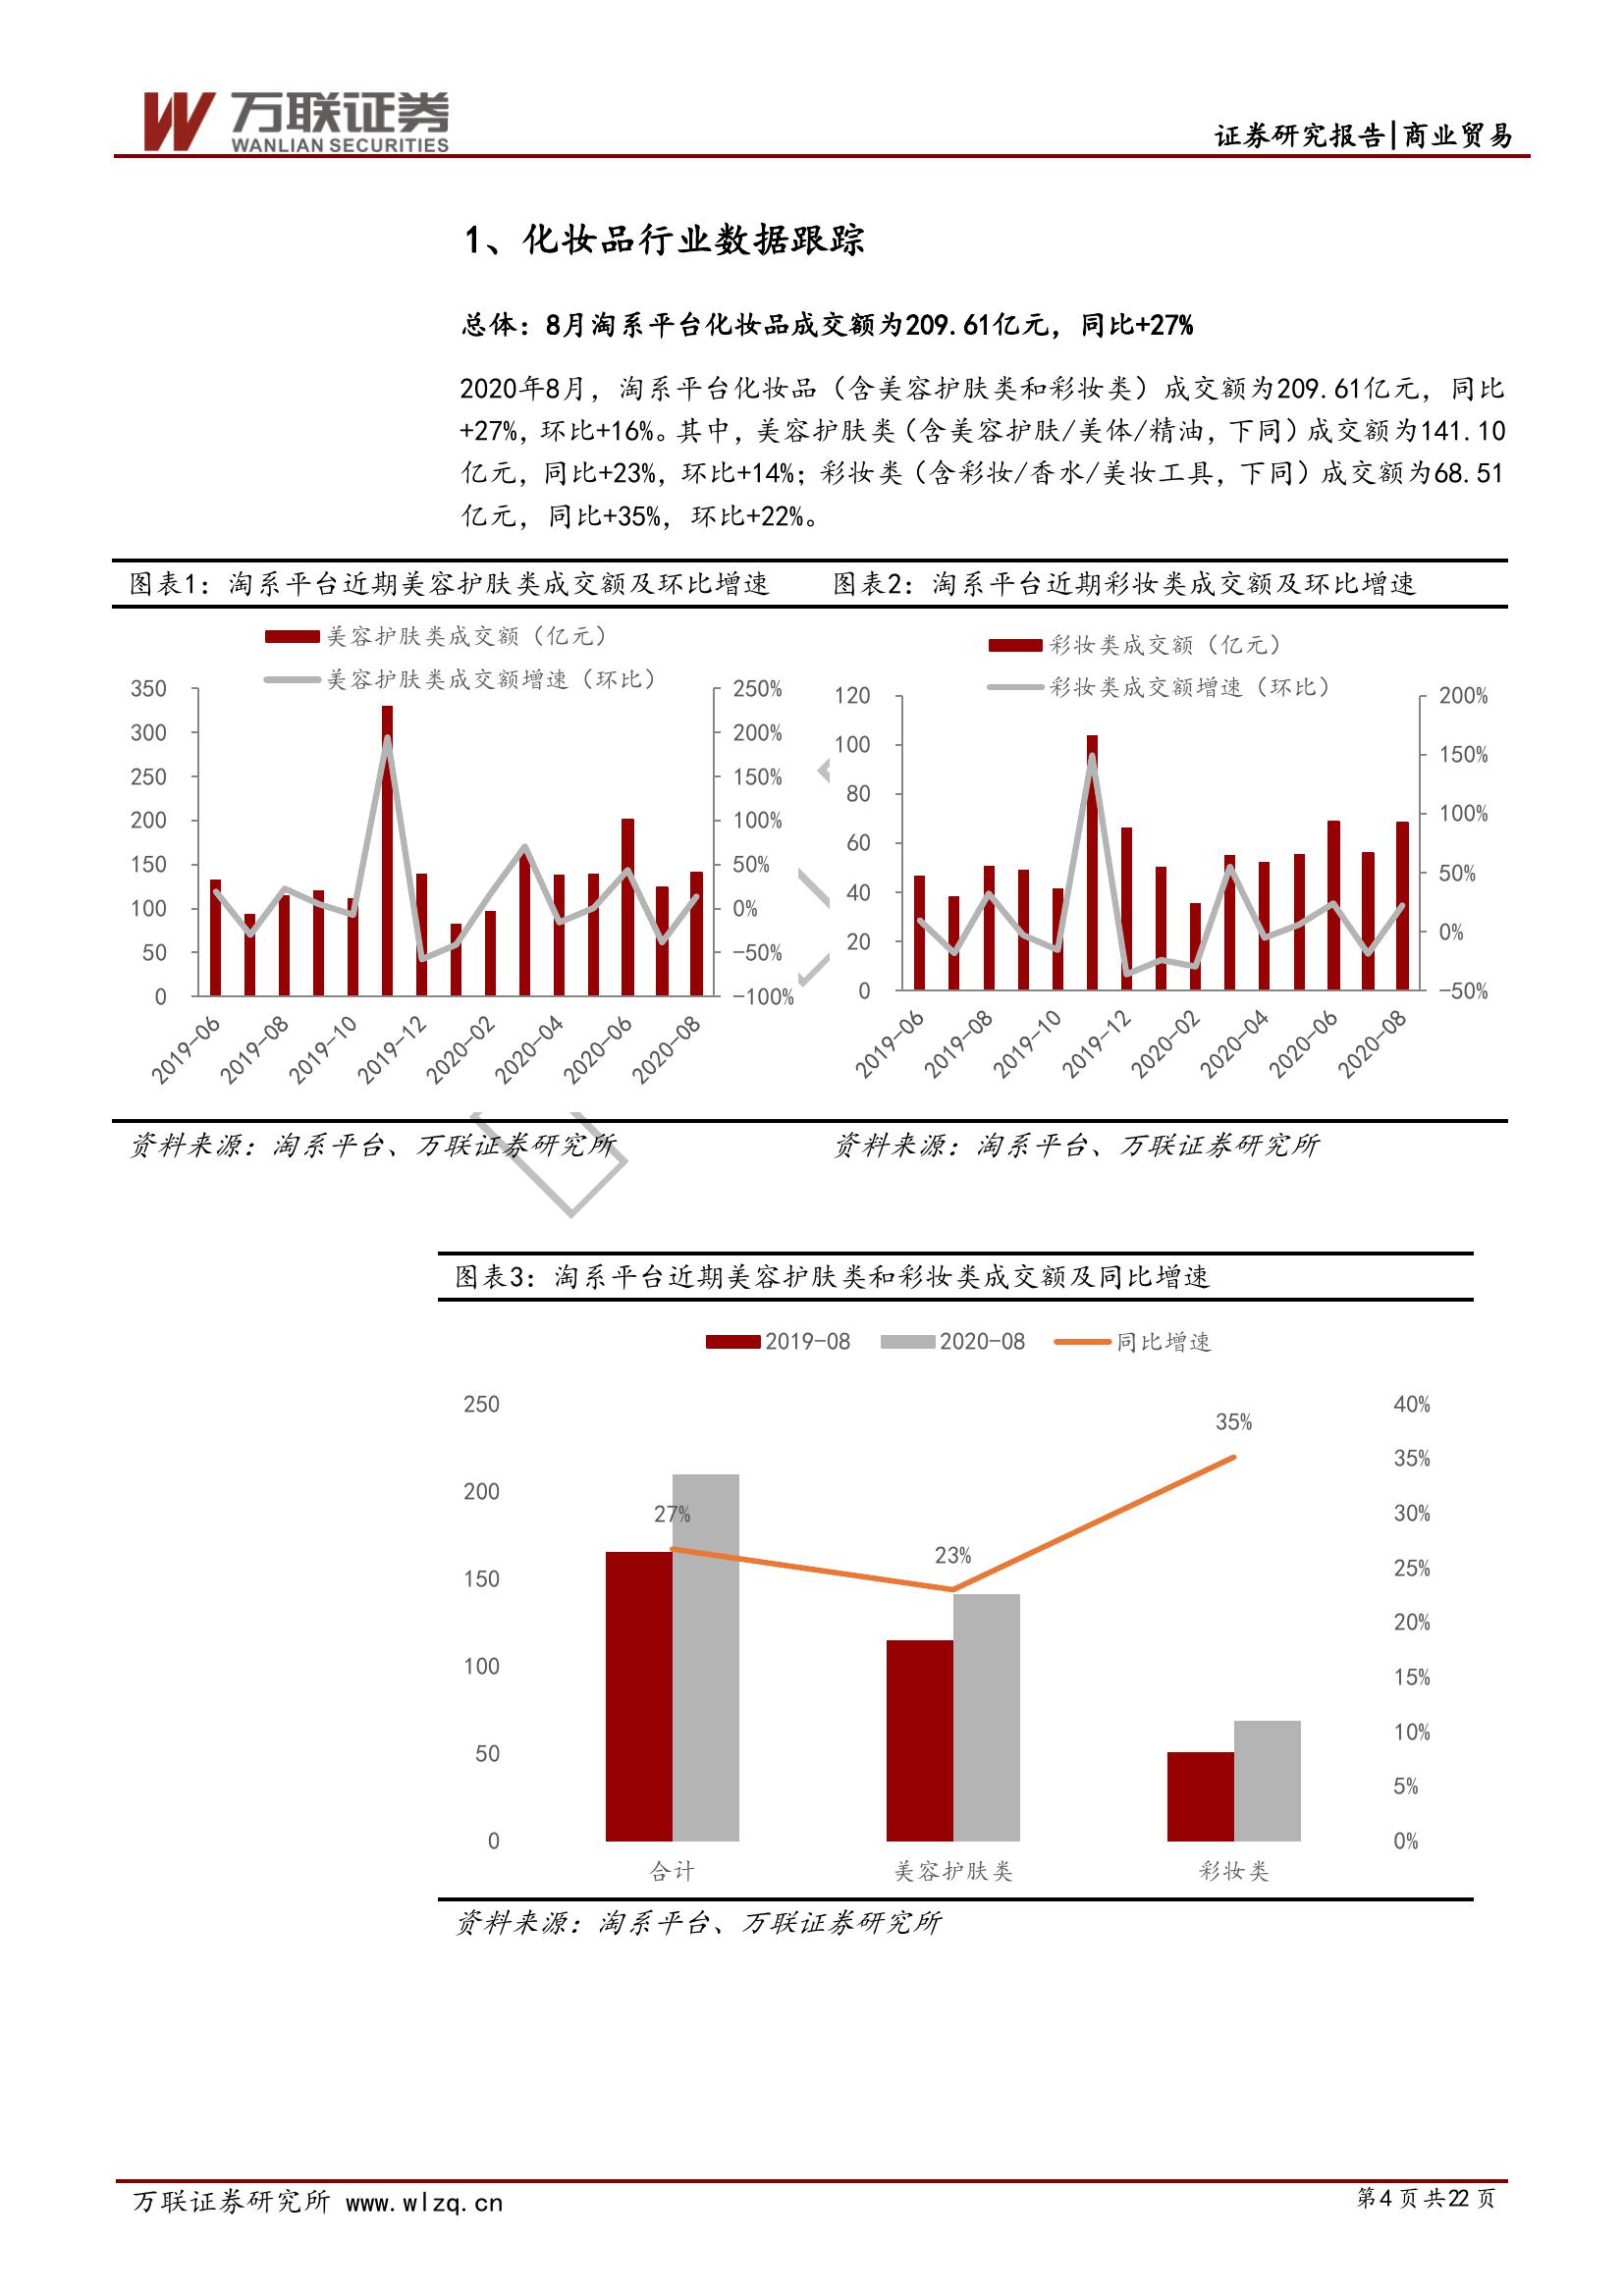 万联证券
WANLIAN SECURITIES
证券研究报告|商业贸易
1、化妆品行业数据跟踪
总体：8月淘系平台化妆品成交额为209.61亿元，同比+27%
2020年8月，淘系平台化妆品（含美容护肤类和彩妆类）成交额为209.61亿元，同比
+27%，环比+16%。其中，美容护肤类（含美容护肤/美体/精油，下同）成交额为141.10
亿元，同比+23%，环比+14%；彩妆类（含彩妆/香水/美妆工具，下同）成交额为68.51
亿元，同比+35%，环比+22%。
图表1：淘系平台近期美容护肤类成交额及环比增速
美容护肤类成交额（亿元）
美容护肤类成交额增速（环比）
350
300
250
200
150
100
50
0
250%
200%
150%
100%
50%
0%
-50%
-100%
2019-06
2019-08
2019-10
2019-12
2020-02
2020-04
2020-06
2020-08
资料来源：淘系平台、万联证券研究所
图表2：淘系平台近期彩妆类成交额及环比增速
彩妆类成交额（亿元）
彩妆类成交额增速（环比）
120
100
80
60
40
20
0
200%
150%
100%
50%
0%
-50%
2019-06
2019-08
2019-10
2019-12
2020-02
2020-04
2020-06
2020-08
资料来源：淘系平台、万联证券研究所
图表3：淘系平台近期美容护肤类和彩妆类成交额及同比增速
2019-08 2020-08 同比增速
250
200
150
100
50
0
27%
23%
35%
40%
35%
30%
25%
20%
15%
10%
5%
0%
合计 美容护肤类 彩妆类
资料来源：淘系平台、万联证券研究所
万联证券研究所 www.wlzq.cn
第4页共22页